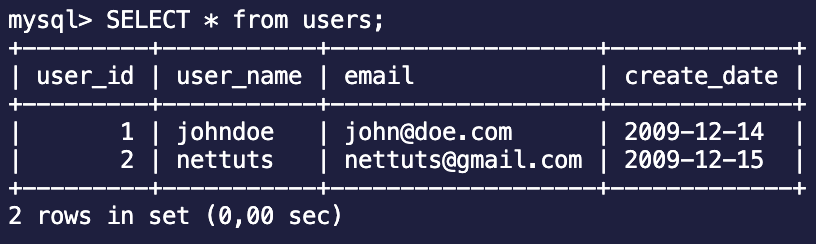 mysql> SELECT * from users;
+---------+-----------+-------------------+-------------+
| user_id | user_name | email             | create_date |
+---------+-----------+-------------------+-------------+
|       1 | johndoe   | john@doe.com      | 2009-12-14  |
|       2 | nettuts   | nettuts@gmail.com | 2009-12-15  |
+---------+-----------+-------------------+-------------+
2 rows in set (0,00 sec)